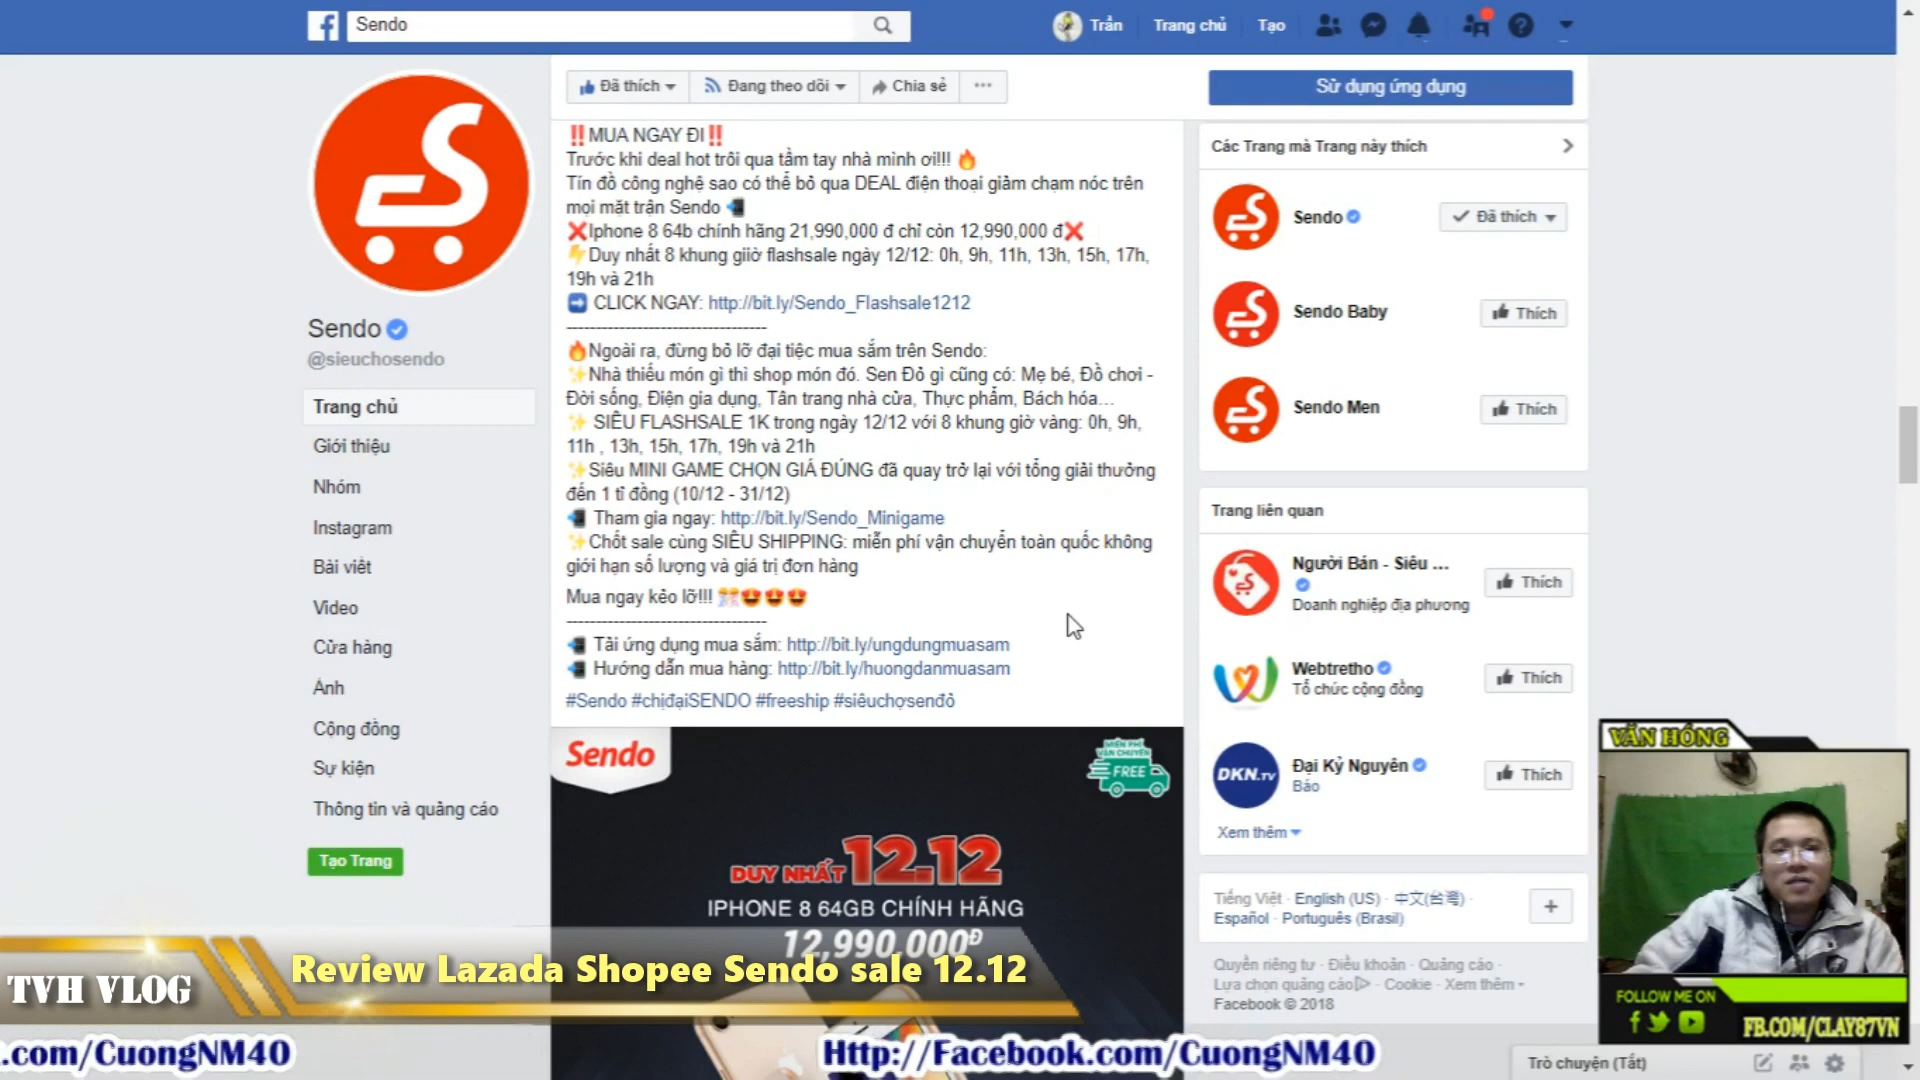 Sendo
Trần
Trang chủ
Tạo
Đã thích
Đang theo dõi
Chia sẻ
Sử dụng ứng dụng
‼️MUA NGAY ĐI‼️
Trước khi deal hot trôi qua tầm tay nhà mình ơi!!! 🔥
Tín đồ công nghệ sao có thể bỏ qua DEAL điện thoại giảm chạm nóc trên
mọi mặt trận Sendo 📲
❌Iphone 8 64b chính hãng 21,990,000 đ chỉ còn 12,990,000 đ❌
⚡Duy nhất 8 khung giiờ flashsale ngày 12/12: 0h, 9h, 11h, 13h, 15h, 17h,
19h và 21h
➡️ CLICK NGAY: http://bit.ly/Sendo_Flashsale1212
----------------------------------
🔥Ngoài ra, đừng bỏ lỡ đại tiệc mua sắm trên Sendo:
✨Nhà thiếu món gì thì shop món đó. Sen Đỏ gì cũng có: Mẹ bé, Đồ chơi -
Đời sống, Điện gia dụng, Tân trang nhà cửa, Thực phẩm, Bách hóa…
✨ SIÊU FLASHSALE 1K trong ngày 12/12 với 8 khung giờ vàng: 0h, 9h,
11h , 13h, 15h, 17h, 19h và 21h
✨Siêu MINI GAME CHỌN GIÁ ĐÚNG đã quay trở lại với tổng giải thưởng
đến 1 tỉ đồng (10/12 - 31/12)
📲 Tham gia ngay: http://bit.ly/Sendo_Minigame
✨Chốt sale cùng SIÊU SHIPPING: miễn phí vận chuyển toàn quốc không
giới hạn số lượng và giá trị đơn hàng
Mua ngay kẻo lỡ!!! 🎊😍😍😍
----------------------------------
📲 Tải ứng dụng mua sắm: http://bit.ly/ungdungmuasam
📲 Hướng dẫn mua hàng: http://bit.ly/huongdanmuasam
#Sendo #chịđạiSENDO #freeship #siêuchợsenđỏ
Sendo
@sieuchosendo
Trang chủ
Giới thiệu
Nhóm
Instagram
Bài viết
Video
Cửa hàng
Ảnh
Cộng đồng
Sự kiện
Thông tin và quảng cáo
Tạo Trang
Sendo
MIỄN PHÍ
VẬN CHUYỂN
FREE
DUY NHẤT 12.12
IPHONE 8 64GB CHÍNH HÃNG
12,990,000Đ
Các Trang mà Trang này thích
Sendo
Đã thích
Sendo Baby
Thích
Sendo Men
Thích
Trang liên quan
Người Bán - Siêu ...
Doanh nghiệp địa phương
Thích
Webtretho
Tổ chức cộng đồng
Thích
DKN.TV
Đại Kỷ Nguyên
Báo
Thích
Xem thêm
Tiếng Việt · English (US) · 中文(台灣) ·
Español · Português (Brasil)
Quyền riêng tư · Điều khoản · Quảng cáo ·
Lựa chọn quảng cáo · Cookie · Xem thêm
Facebook © 2018
VĂN HỒNG
FOLLOW ME ON
FB.COM/CLAY87VN
TVH VLOG
Review Lazada Shopee Sendo sale 12.12
.com/CuongNM40
Http://Facebook.com/CuongNM40
Trò chuyện (Tắt)